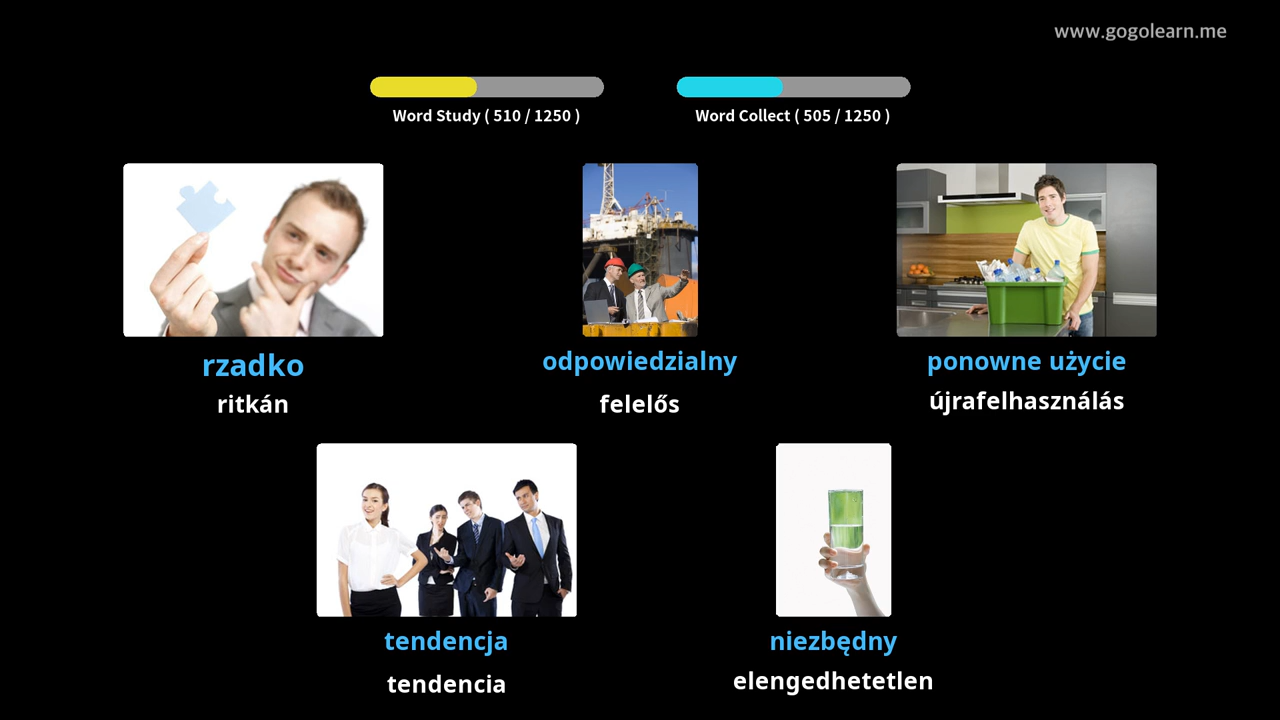 www.gogolearn.me
Word Study ( 510 / 1250 )
Word Collect ( 505 / 1250 )
rzadko
ritkán
odpowiedzialny
felelős
ponowne użycie
újrafelhasználás
tendencja
tendencia
niezbędny
elengedhetetlen